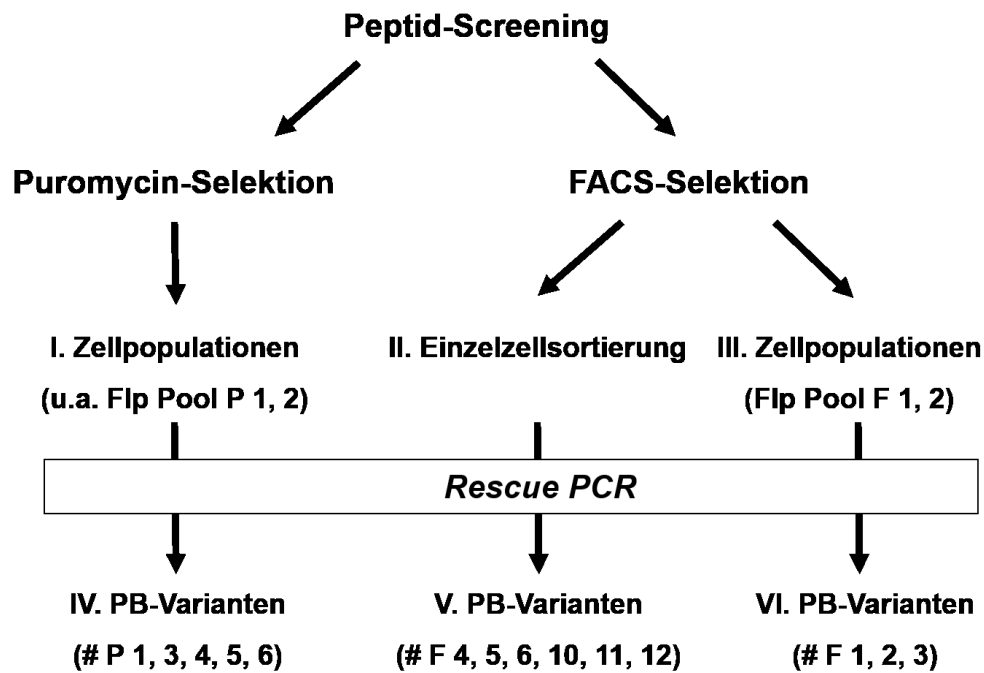 Peptid-Screening
Puromycin-Selektion
FACS-Selektion
I. Zellpopulationen
(u.a. Flp Pool P 1, 2)
II. Einzelzellsortierung
III. Zellpopulationen
(Flp Pool F 1, 2)
Rescue PCR
IV. PB-Varianten
(# P 1, 3, 4, 5, 6)
V. PB-Varianten
(# F 4, 5, 6, 10, 11, 12)
VI. PB-Varianten
(# F 1, 2, 3)